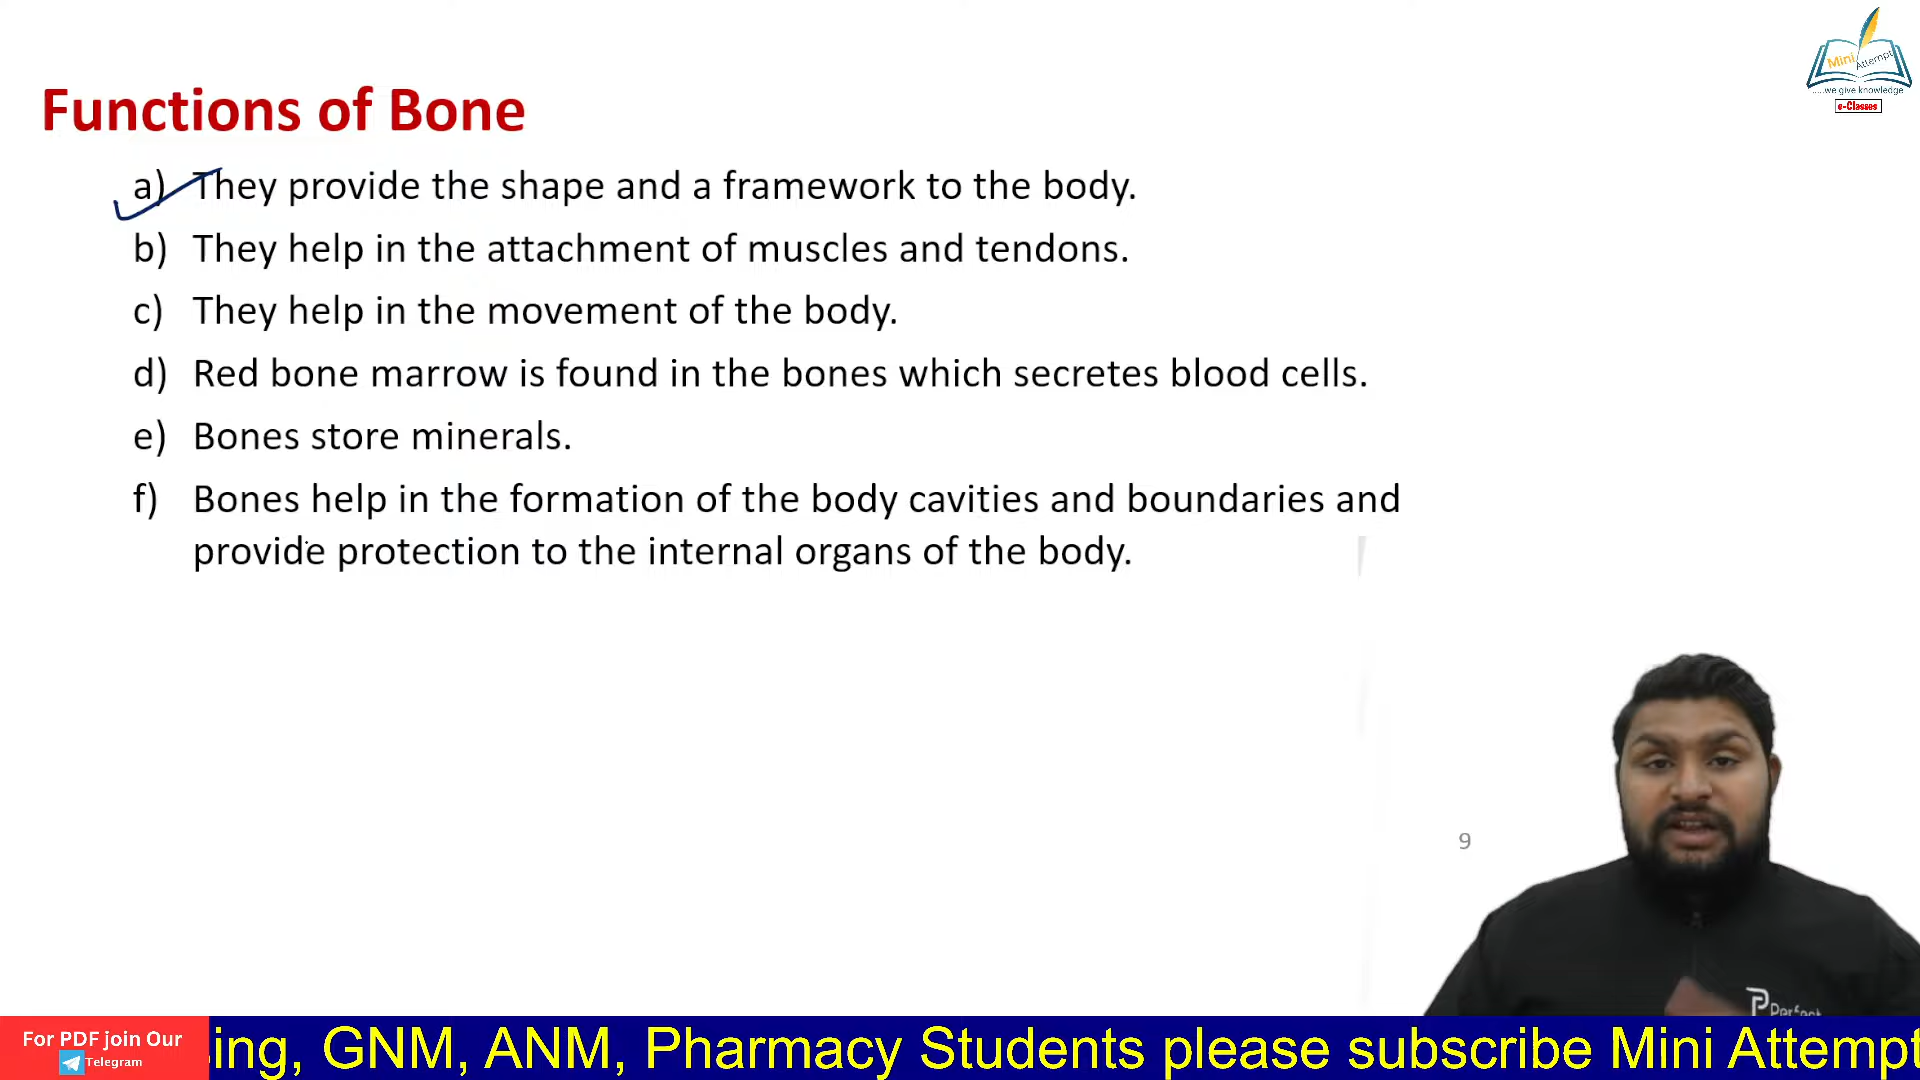 Mini
Attempt
.....we give knowledge
e-Classes
Functions of Bone
a) They provide the shape and a framework to the body.
b) They help in the attachment of muscles and tendons.
c) They help in the movement of the body.
d) Red bone marrow is found in the bones which secretes blood cells.
e) Bones store minerals.
f) Bones help in the formation of the body cavities and boundaries and
provide protection to the internal organs of the body.
9
Perfect
For PDF join Our
Telegram
sing, GNM, ANM, Pharmacy Students please subscribe Mini Attempt